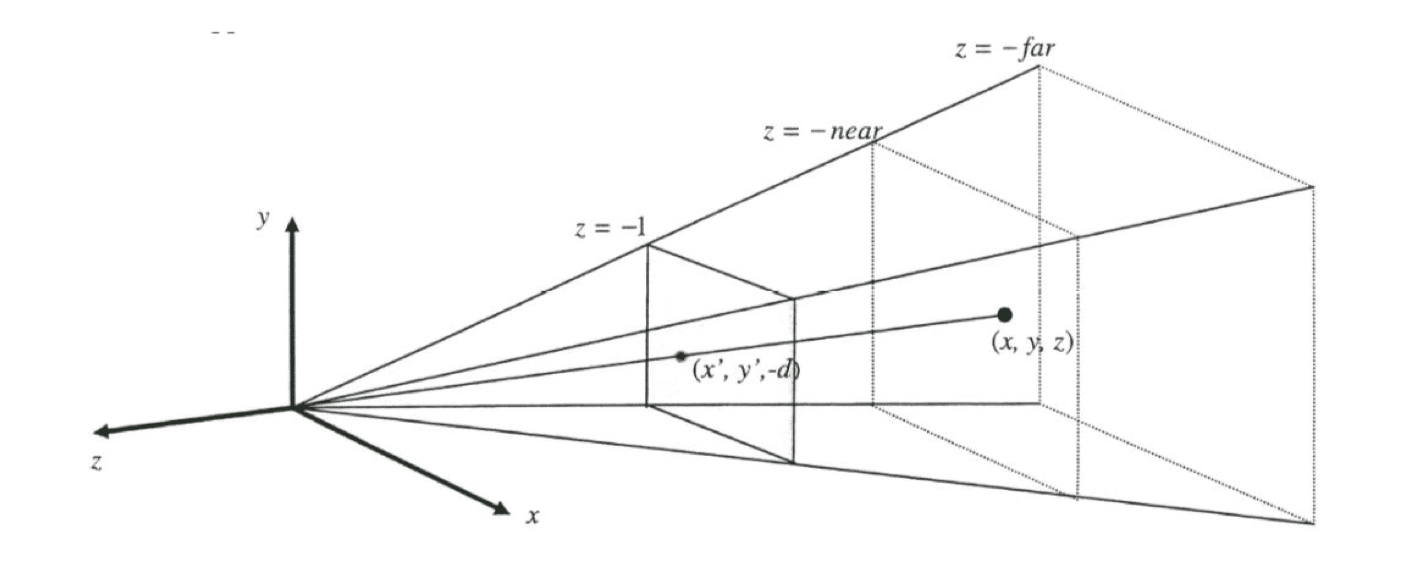 z = −far
z = −near
y
z = −1
(x, y, z)
(x’, y’,-d)
z
x